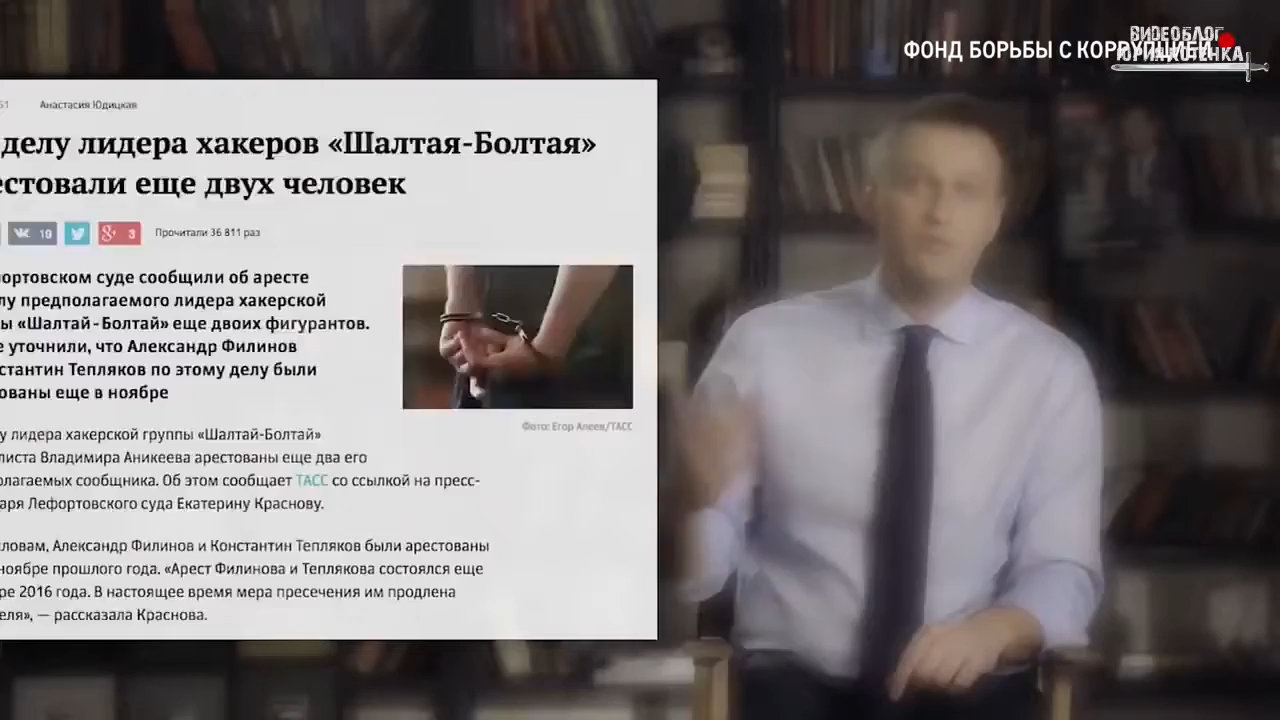 ФОНД БОРЬБЫ С КОРРУПЦИЕЙ
ВИДЕОБЛОГ
ЮРИЯ КОТЕНКА
51 Анастасия Юдицкая
делу лидера хакеров «Шалтая-Болтая»
естовали еще двух человек
19 3 Прочитали 36 811 раз
ортовском суде сообщили об аресте
лу предполагаемого лидера хакерской
ы «Шалтай-Болтай» еще двоих фигурантов.
е уточнили, что Александр Филинов
стантин Тепляков по этому делу были
ованы еще в ноябре
Фото: Егор Алеев/ТАСС
у лидера хакерской группы «Шалтай-Болтай»
листа Владимира Аникеева арестованы еще два его
олагаемых сообщника. Об этом сообщает ТАСС со ссылкой на пресс-
аря Лефортовского суда Екатерину Краснову.
ловам, Александр Филинов и Константин Тепляков были арестованы
ноябре прошлого года. «Арест Филинова и Теплякова состоялся еще
ре 2016 года. В настоящее время мера пресечения им продлена
еля», — рассказала Краснова.